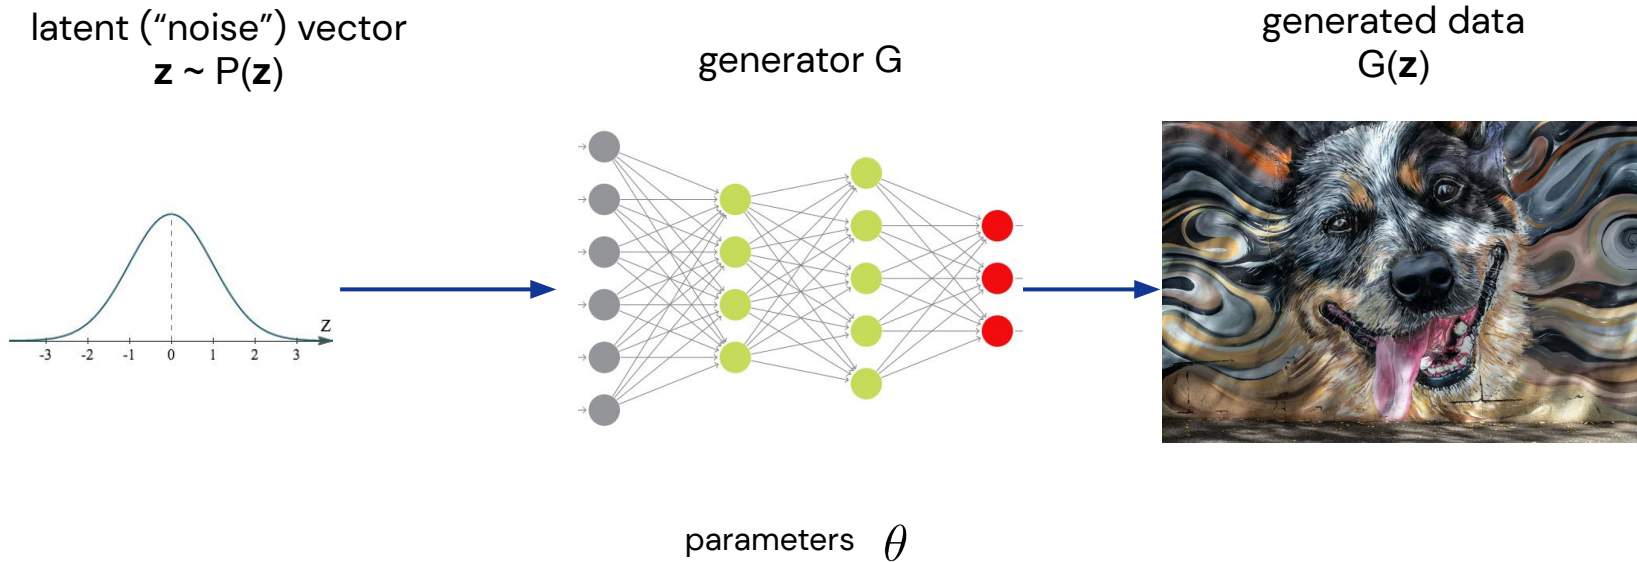 latent (“noise”) vector
z ~ P(z)
generator G
generated data
G(z)
z
-3 -2 -1 0 1 2 3
parameters θ